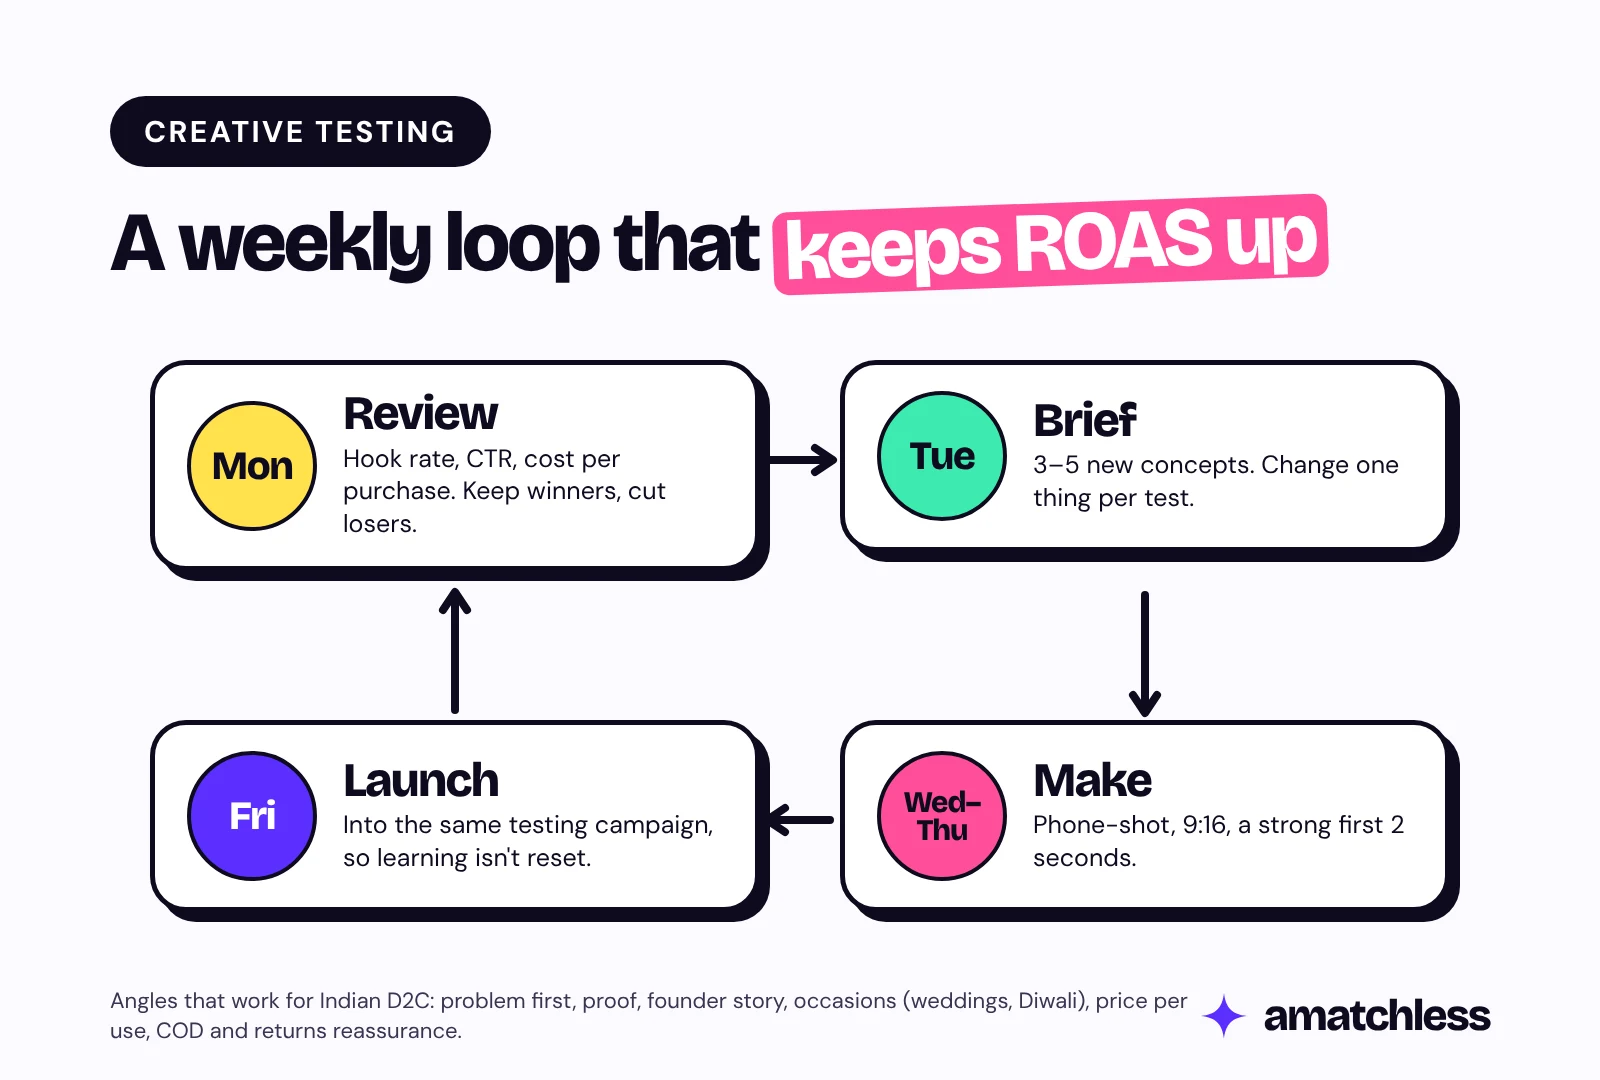 CREATIVE TESTING
A weekly loop that keeps ROAS up
Mon
Review
Hook rate, CTR, cost per
purchase. Keep winners, cut
losers.
Tue
Brief
3–5 new concepts. Change one
thing per test.
Fri
Launch
Into the same testing campaign,
so learning isn't reset.
Wed–
Thu
Make
Phone-shot, 9:16, a strong first 2
seconds.
Angles that work for Indian D2C: problem first, proof, founder story, occasions (weddings, Diwali), price per
use, COD and returns reassurance.
amatchless